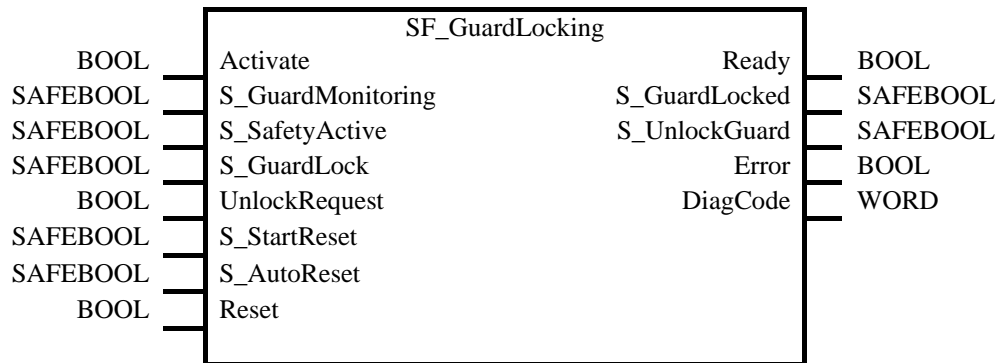 SF_GuardLocking
BOOL Activate Ready BOOL
SAFEBOOL S_GuardMonitoring S_GuardLocked SAFEBOOL
SAFEBOOL S_SafetyActive S_UnlockGuard SAFEBOOL
SAFEBOOL S_GuardLock Error BOOL
BOOL UnlockRequest DiagCode WORD
SAFEBOOL S_StartReset
SAFEBOOL S_AutoReset
BOOL Reset